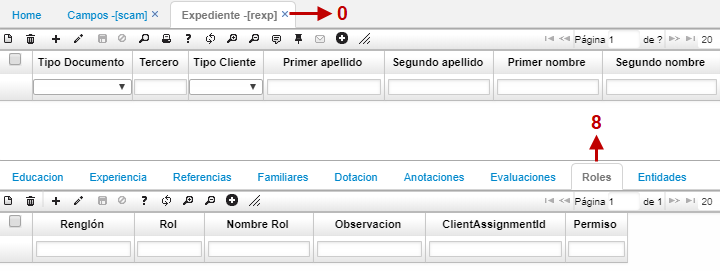 Home Campos -[scam] × Expediente -[rexp] × 0
Página 1 de ? 20
Tipo Documento Tercero Tipo Cliente Primer apellido Segundo apellido Primer nombre Segundo nombre
8
Educacion Experiencia Referencias Familiares Dotacion Anotaciones Evaluaciones Roles Entidades
Página 1 de 1 20
Renglón Rol Nombre Rol Observacion ClientAssignmentId Permiso